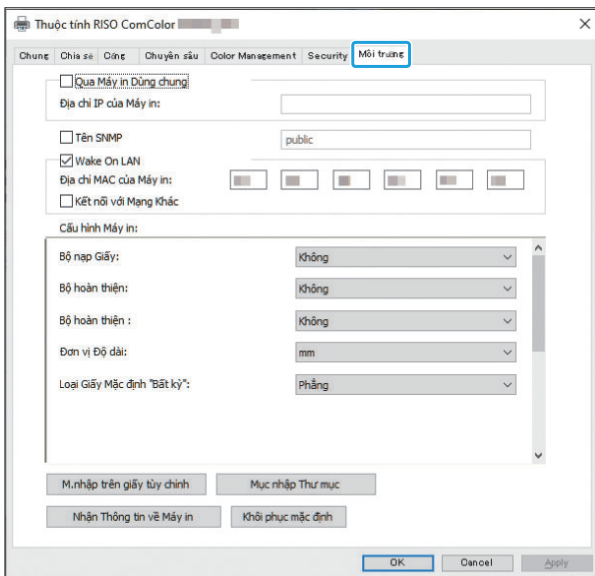 Thuộc tính RISO ComColor
Chung Chia sẻ Cổng Chuyên sâu Color Management Security Môi trường
Qua Máy in Dùng chung
Địa chỉ IP của Máy in:
Tên SNMP public
Wake On LAN
Địa chỉ MAC của Máy in:
Kết nối với Mạng Khác
Cấu hình Máy in:
Bộ nạp Giấy: Không
Bộ hoàn thiện: Không
Bộ hoàn thiện : Không
Đơn vị Độ dài: mm
Loại Giấy Mặc định "Bất kỳ": Phẳng
M.nhập trên giấy tùy chỉnh Mục nhập Thư mục
Nhận Thông tin về Máy in Khôi phục mặc định
OK Cancel Apply